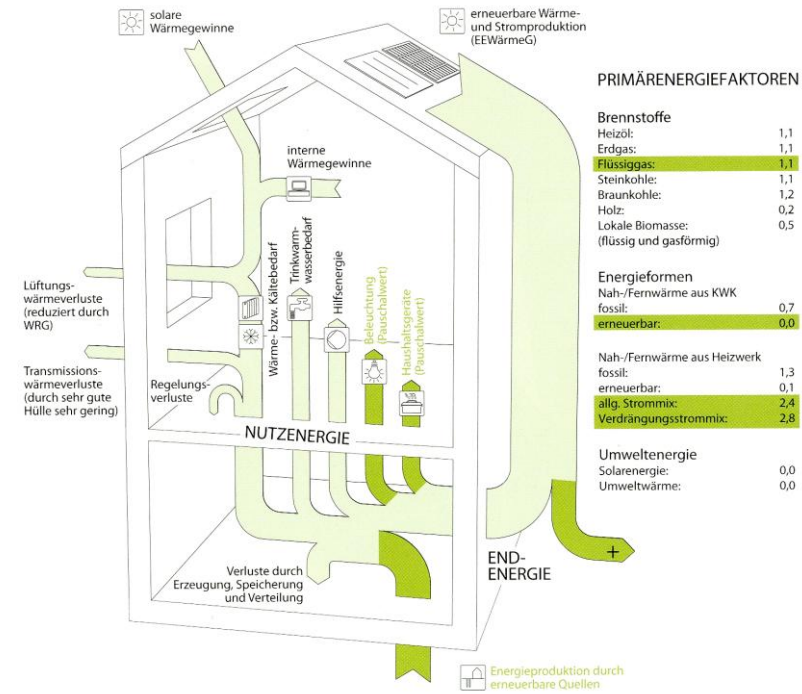 solare
Wärmegewinne
erneuerbare Wärme-
und Stromproduktion
(EEWärmeG)
interne
Wärmegewinne
Lüftungs-
wärmeverluste
(reduziert durch
WRG)
Transmissions-
wärmeverluste
(durch sehr gute
Hülle sehr gering)
Regelungs-
verluste
Wärme- bzw. Kältebedarf
Trinkwarm-
wasserbedarf
Hilfsenergie
Beleuchtung
(Pauschalwert)
Haushaltsgeräte
(Pauschalwert)
NUTZENERGIE
Verluste durch
Erzeugung, Speicherung
und Verteilung
END-
ENERGIE
+
Energieproduktion durch
erneuerbare Quellen
PRIMÄRENERGIEFAKTOREN
Brennstoffe
Heizöl: 1,1
Erdgas: 1,1
Flüssiggas: 1,1
Steinkohle: 1,1
Braunkohle: 1,2
Holz: 0,2
Lokale Biomasse: 0,5
(flüssig und gasförmig)
Energieformen
Nah-/Fernwärme aus KWK
fossil: 0,7
erneuerbar: 0,0
Nah-/Fernwärme aus Heizwerk
fossil: 1,3
erneuerbar: 0,1
allg. Strommix: 2,4
Verdrängungsstrommix: 2,8
Umweltenergie
Solarenergie: 0,0
Umweltwärme: 0,0